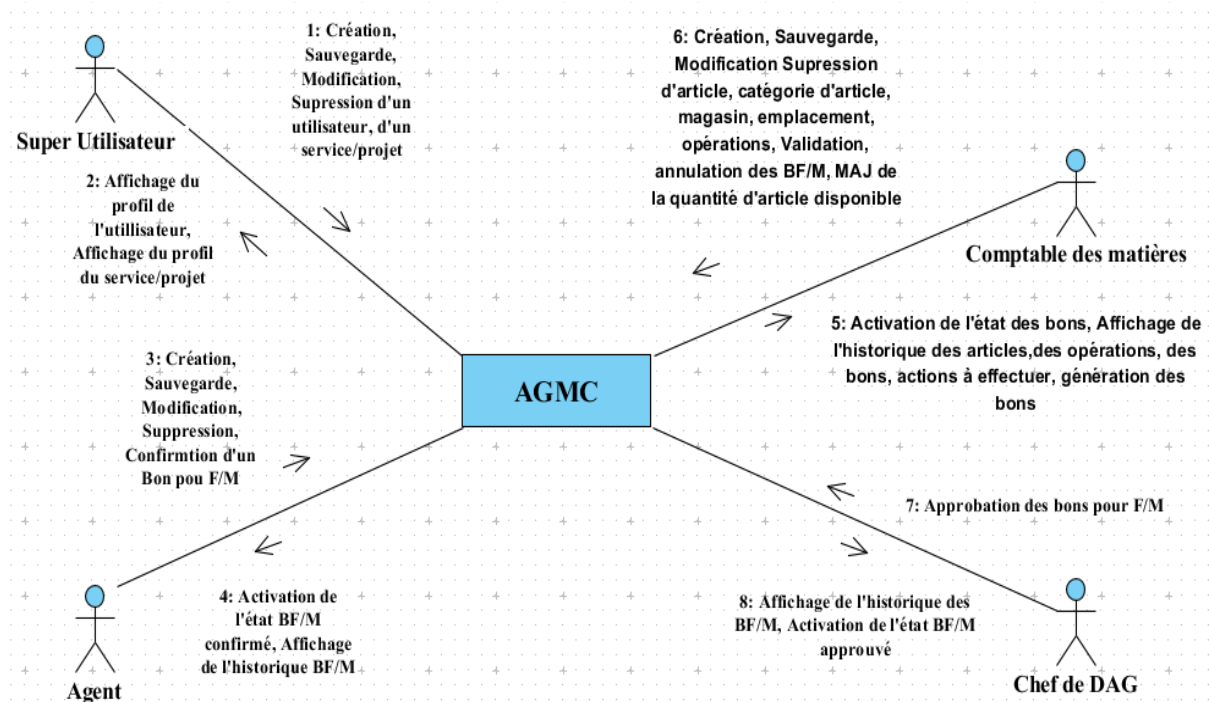 1: Création,
Sauvegarde,
Modification,
Supression d'un
utilisateur, d'un
service/projet
Super Utilisateur
2: Affichage du
profil de
l'utillisateur,
Affichage du profil
du service/projet
6: Création, Sauvegarde,
Modification Supression
d'article, catégorie d'article,
magasin, emplacement,
opérations, Validation,
annulation des BF/M, MAJ de
la quantité d'article disponible
Comptable des matières
5: Activation de l'état des bons, Affichage de
l'historique des articles,des opérations, des
bons, actions à effectuer, génération des
bons
AGMC
3: Création,
Sauvegarde,
Modification,
Suppression,
Confirmtion d'un
Bon pou F/M
4: Activation de
l'état BF/M
confirmé, Affichage
de l'historique BF/M
Agent
7: Approbation des bons pour F/M
8: Affichage de l'historique des
BF/M, Activation de l'état BF/M
approuvé
Chef de DAG